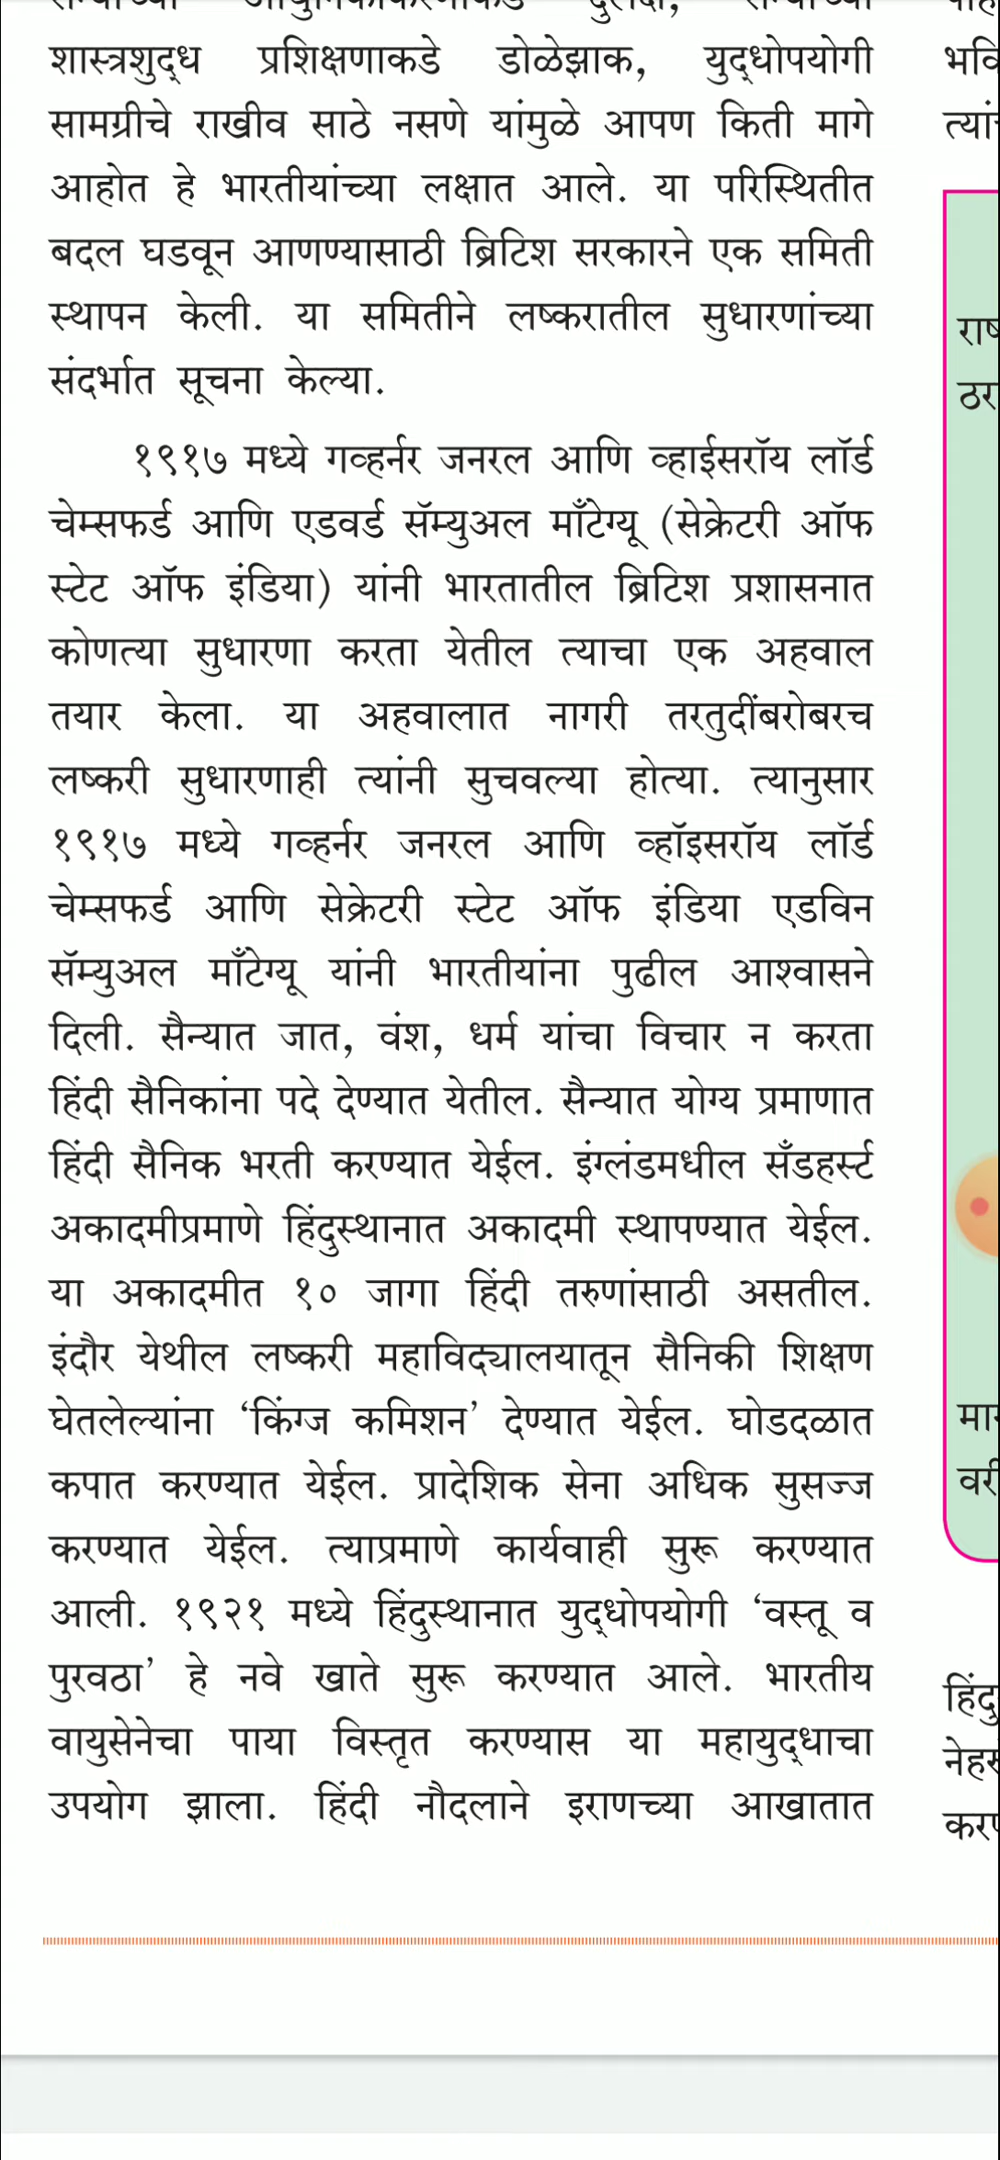 शास्त्रशुद्ध प्रशिक्षणाकडे डोळेझाक, युद्धोपयोगी
सामग्रीचे राखीव साठे नसणे यांमुळे आपण किती मागे
आहोत हे भारतीयांच्या लक्षात आले. या परिस्थितीत
बदल घडवून आणण्यासाठी ब्रिटिश सरकारने एक समिती
स्थापन केली. या समितीने लष्करातील सुधारणांच्या
संदर्भात सूचना केल्या.
१९१७ मध्ये गव्हर्नर जनरल आणि व्हाईसरॉय लॉर्ड
चेम्सफर्ड आणि एडवर्ड सॅम्युअल माँटेग्यू (सेक्रेटरी ऑफ
स्टेट ऑफ इंडिया) यांनी भारतातील ब्रिटिश प्रशासनात
कोणत्या सुधारणा करता येतील त्याचा एक अहवाल
तयार केला. या अहवालात नागरी तरतुदींबरोबरच
लष्करी सुधारणाही त्यांनी सुचवल्या होत्या. त्यानुसार
१९१७ मध्ये गव्हर्नर जनरल आणि व्हॉइसरॉय लॉर्ड
चेम्सफर्ड आणि सेक्रेटरी स्टेट ऑफ इंडिया एडविन
सॅम्युअल माँटेग्यू यांनी भारतीयांना पुढील आश्वासने
दिली. सैन्यात जात, वंश, धर्म यांचा विचार न करता
हिंदी सैनिकांना पदे देण्यात येतील. सैन्यात योग्य प्रमाणात
हिंदी सैनिक भरती करण्यात येईल. इंग्लंडमधील सँडहर्स्ट
अकादमीप्रमाणे हिंदुस्थानात अकादमी स्थापण्यात येईल.
या अकादमीत १० जागा हिंदी तरुणांसाठी असतील.
इंदौर येथील लष्करी महाविद्यालयातून सैनिकी शिक्षण
घेतलेल्यांना ‘किंग्ज कमिशन’ देण्यात येईल. घोडदळात
कपात करण्यात येईल. प्रादेशिक सेना अधिक सुसज्ज
करण्यात येईल. त्याप्रमाणे कार्यवाही सुरू करण्यात
आली. १९२१ मध्ये हिंदुस्थानात युद्धोपयोगी ‘वस्तू व
पुरवठा’ हे नवे खाते सुरू करण्यात आले. भारतीय
वायुसेनेचा पाया विस्तृत करण्यास या महायुद्धाचा
उपयोग झाला. हिंदी नौदलाने इराणच्या आखातात